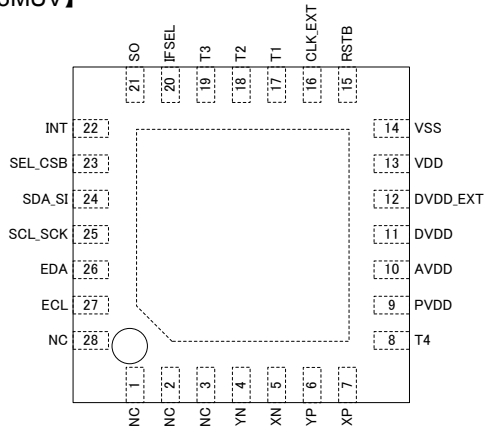 SO
IFSEL
T3
T2
T1
CLK_EXT
RSTB
21
20
19
18
17
16
15
INT 22
SEL_CSB 23
SDA_SI 24
SCL_SCK 25
EDA 26
ECL 27
NC 28
14 VSS
13 VDD
12 DVDD_EXT
11 DVDD
10 AVDD
9 PVDD
8 T4
1
2
3
4
5
6
7
NC
NC
NC
YN
XN
YP
XP